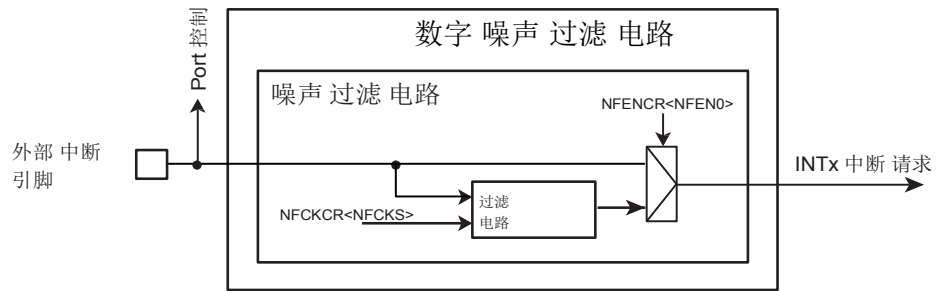 数字 噪声 过滤 电路
Port 控制
噪声 过滤 电路
NFENCR<NFEN0>
外部 中断
引脚
INTx 中断 请求
过滤
电路
NFCKCR<NFCKS>